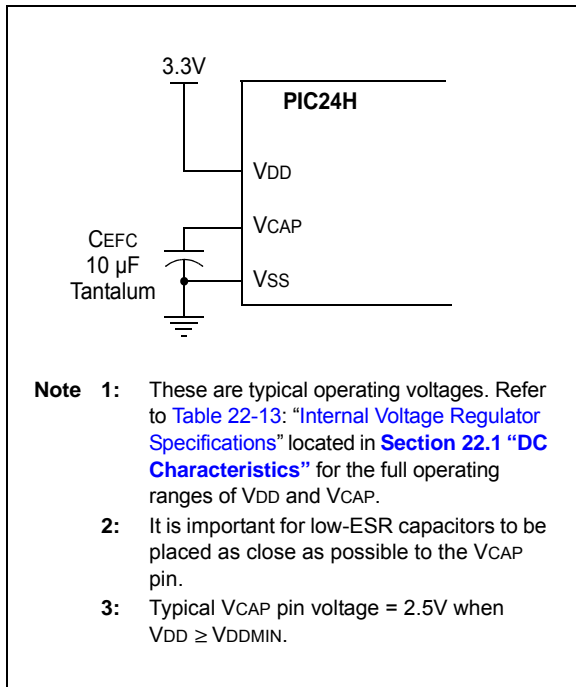 3.3V
PIC24H
VDD
VCAP
CEFC
10 µF
Tantalum
VSS
Note 1: These are typical operating voltages. Refer
to Table 22-13: “Internal Voltage Regulator
Specifications” located in Section 22.1 “DC
Characteristics” for the full operating
ranges of VDD and VCAP.
2: It is important for low-ESR capacitors to be
placed as close as possible to the VCAP
pin.
3: Typical VCAP pin voltage = 2.5V when
VDD ≥ VDDMIN.